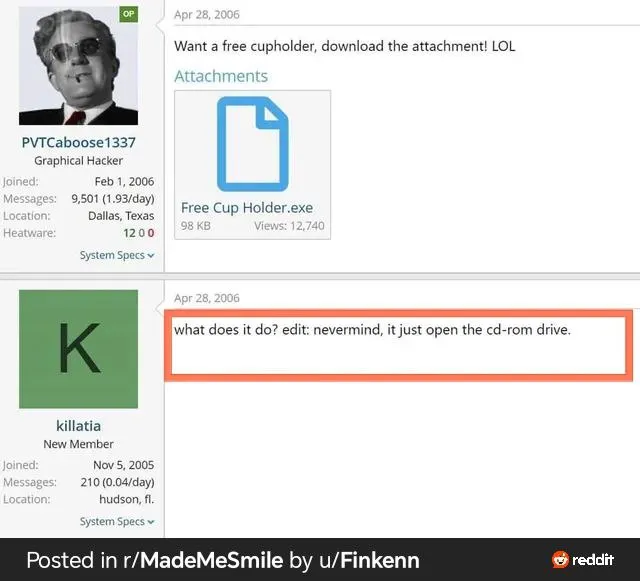 OP
PVTCaboose1337
Graphical Hacker
Joined: Feb 1, 2006
Messages: 9,501 (1.93/day)
Location: Dallas, Texas
Heatware: 12 0 0
System Specs
Apr 28, 2006
Want a free cupholder, download the attachment! LOL
Attachments
Free Cup Holder.exe
98 KB Views: 12,740
K
killatia
New Member
Joined: Nov 5, 2005
Messages: 210 (0.04/day)
Location: hudson, fl.
System Specs
Apr 28, 2006
what does it do? edit: nevermind, it just open the cd-rom drive.
Posted in r/MadeMeSmile by u/Finkenn
reddit